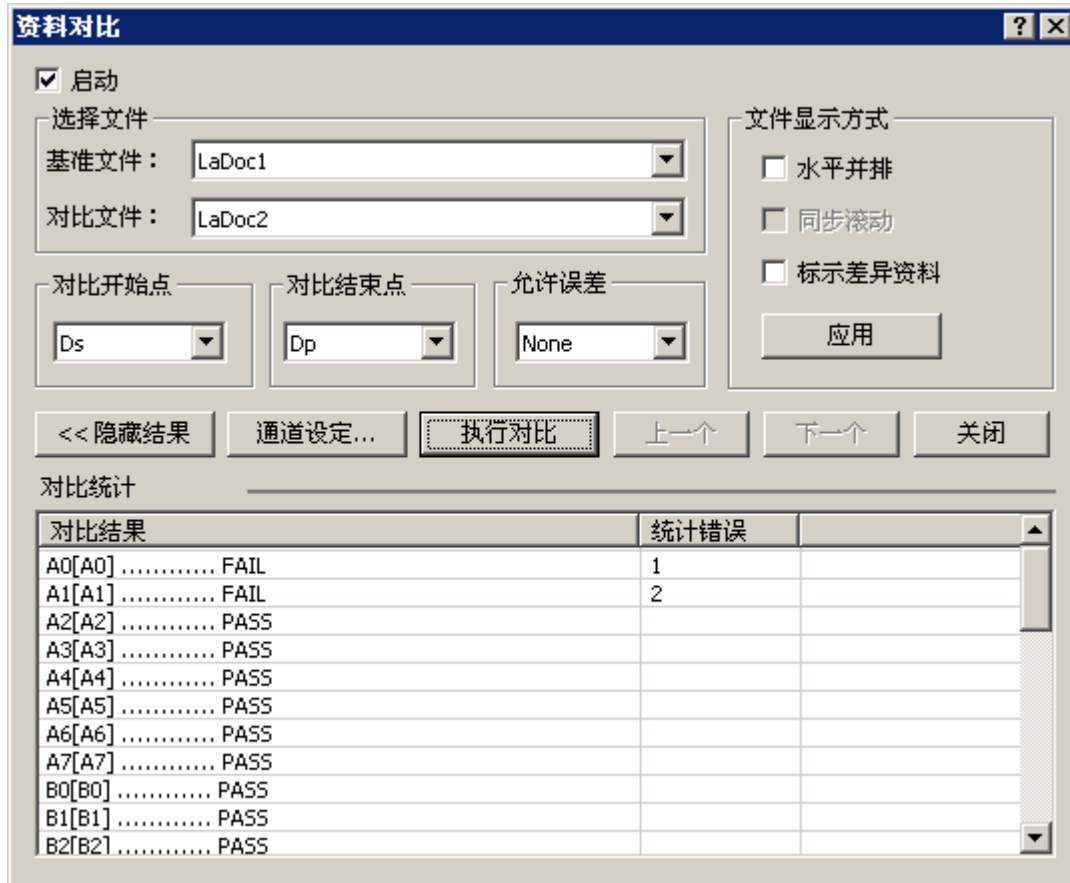 资料对比
启动
选择文件
基准文件： LaDoc1
对比文件： LaDoc2
文件显示方式
水平并排
同步滚动
标示差异资料
应用
对比开始点 对比结束点 允许误差
Ds Dp None
<< 隐藏结果 通道设定... 执行对比 上一个 下一个 关闭
对比统计
对比结果 统计错误
A0[A0] ............ FAIL 1
A1[A1] ............ FAIL 2
A2[A2] ............ PASS
A3[A3] ............ PASS
A4[A4] ............ PASS
A5[A5] ............ PASS
A6[A6] ............ PASS
A7[A7] ............ PASS
B0[B0] ............ PASS
B1[B1] ............ PASS
B2[B2] ............ PASS